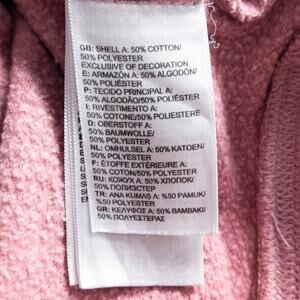 GB: SHELL A: 50% COTTON/
50% POLYESTER
EXCLUSIVE OF DECORATION
E: ARMAZÓN A: 50% ALGODÓN/
50% POLIÉSTER
P: TECIDO PRINCIPAL A:
50% ALGODÃO/50% POLIÉSTER
I: RIVESTIMENTO A:
50% COTONE/50% POLIESTERE
D: OBERSTOFF A:
50% BAUMWOLLE/
50% POLYESTER
NL: OMHULSEL A: 50% KATOEN/
50% POLYESTER
F: ÉTOFFE EXTÉRIEURE A:
50% COTON/50% POLYESTER
RU: КОЖУХ А: 50% ХЛОПОК/
50% ПОЛИЭСТЕР
TR: ANA KUMAŞ A: %50 PAMUK/
%50 POLYESTER
GR: ΚΕΛΥΦΟΣ Α: 50% ΒΑΜΒΑΚΙ/
50% ΠΟΛΥΕΣΤΕΡΑΣ